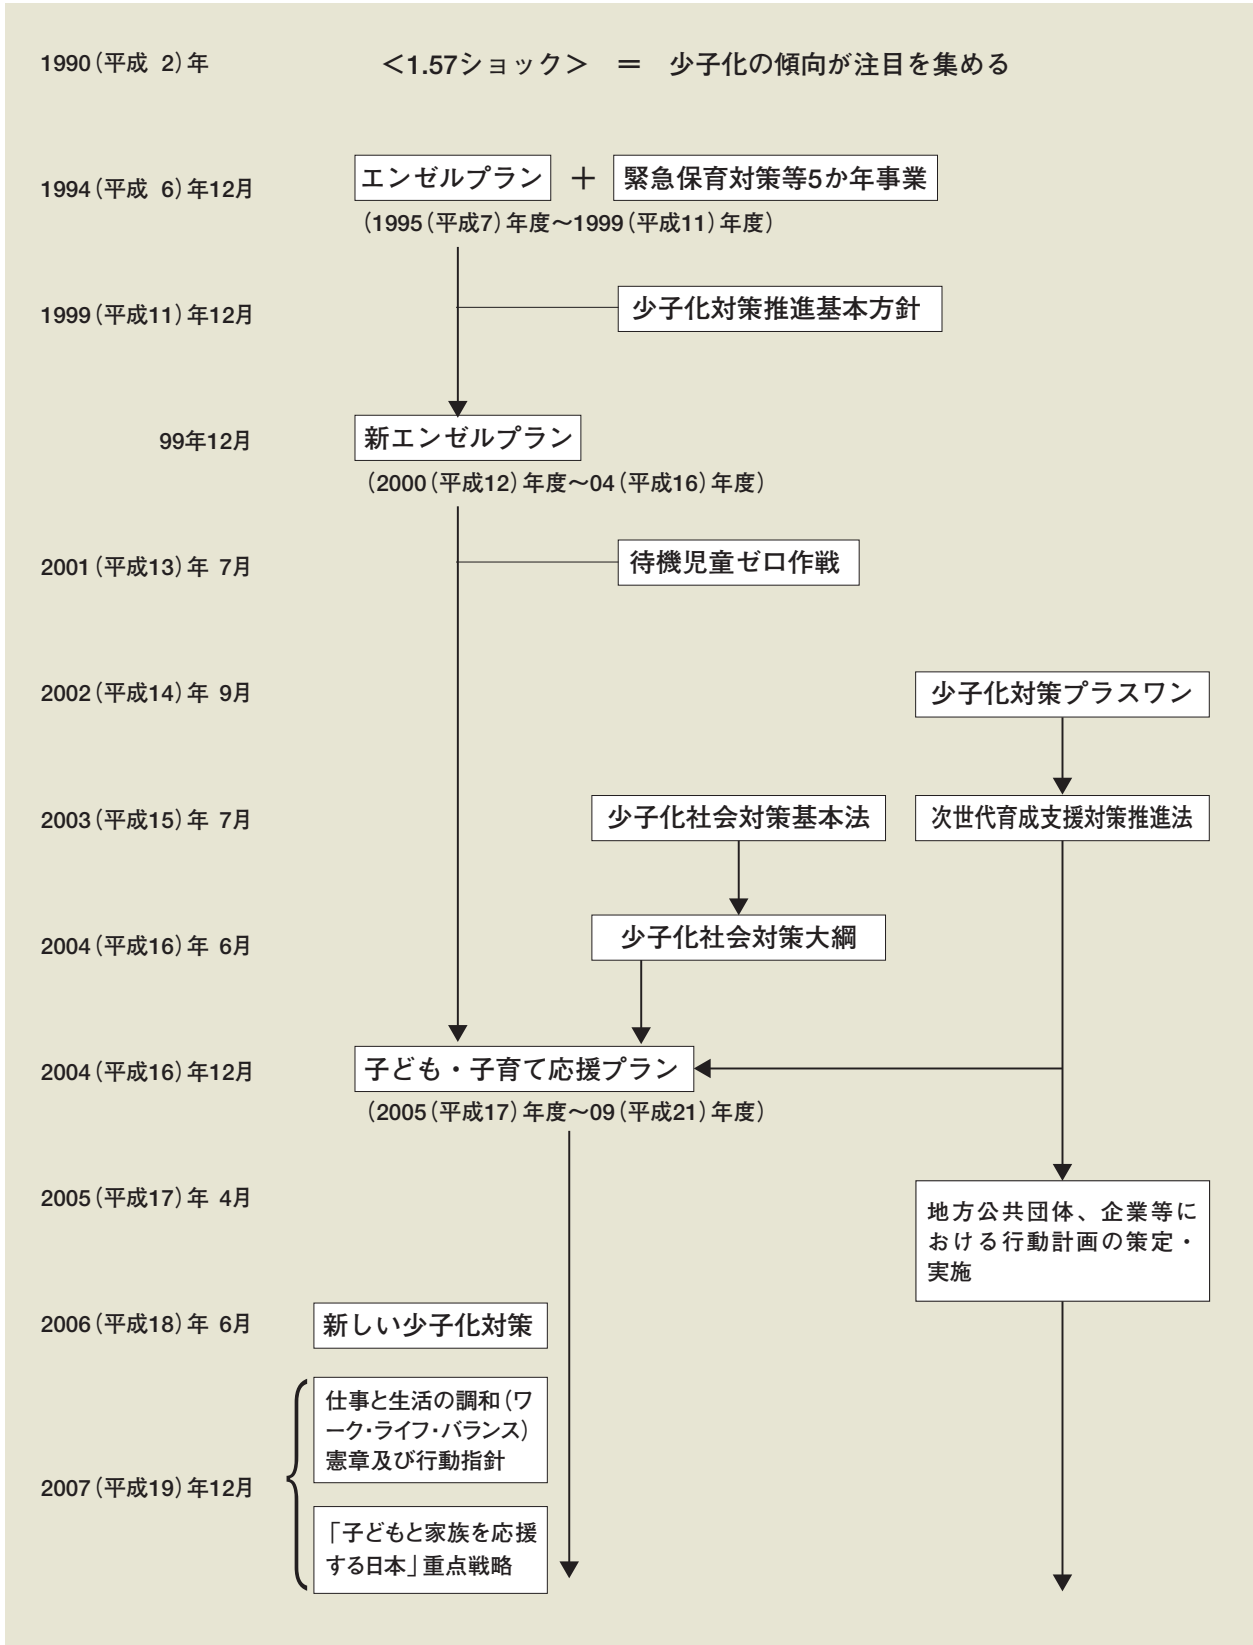 1990(平成 2)年 <1.57ショック> = 少子化の傾向が注目を集める
1994(平成 6)年12月 エンゼルプラン + 緊急保育対策等5か年事業
(1995(平成7)年度〜1999(平成11)年度)
1999(平成11)年12月 少子化対策推進基本方針
99年12月 新エンゼルプラン
(2000(平成12)年度〜04(平成16)年度)
2001(平成13)年 7月 待機児童ゼロ作戦
2002(平成14)年 9月 少子化対策プラスワン
2003(平成15)年 7月 少子化社会対策基本法 次世代育成支援対策推進法
2004(平成16)年 6月 少子化社会対策大綱
2004(平成16)年12月 子ども・子育て応援プラン
(2005(平成17)年度〜09(平成21)年度)
2005(平成17)年 4月
地方公共団体、企業等に
おける行動計画の策定・
実施
2006(平成18)年 6月 新しい少子化対策
2007(平成19)年12月
仕事と生活の調和(ワ
ーク・ライフ・バランス)
憲章及び行動指針
「子どもと家族を応援
する日本」重点戦略